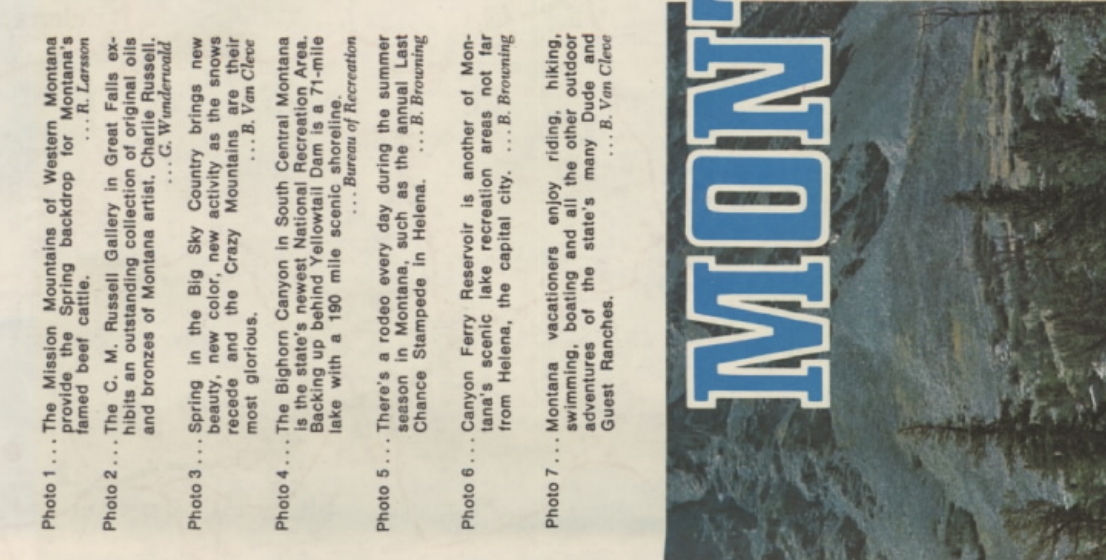 Photo 1 . . . The Mission Mountains of Western Montana
provide the Spring backdrop for Montana's
famed beef cattle. . . . R. Larsson
Photo 2 . . . The C. M. Russell Gallery in Great Falls ex-
hibits an outstanding collection of original oils
and bronzes of Montana artist, Charlie Russell.
. . . G. Wunderwald
Photo 3 . . . Spring in the Big Sky Country brings new
beauty, new color, new activity as the snows
recede and the Crazy Mountains are their
most glorious. . . . B. Van Cleve
Photo 4 . . . The Bighorn Canyon in South Central Montana
is the state's newest National Recreation Area.
Backing up behind Yellowtail Dam is a 71-mile
lake with a 190 mile scenic shoreline.
. . . Bureau of Recreation
Photo 5 . . . There's a rodeo every day during the summer
season in Montana, such as the annual Last
Chance Stampede in Helena. . . . B. Browning
Photo 6 . . . Canyon Ferry Reservoir is another of Mon-
tana's scenic lake recreation areas not far
from Helena, the capital city. . . . B. Browning
Photo 7 . . . Montana vacationers enjoy riding, hiking,
swimming, boating and all the other outdoor
adventures of the state's many Dude and
Guest Ranches. . . . B. Van Cleve
MONT